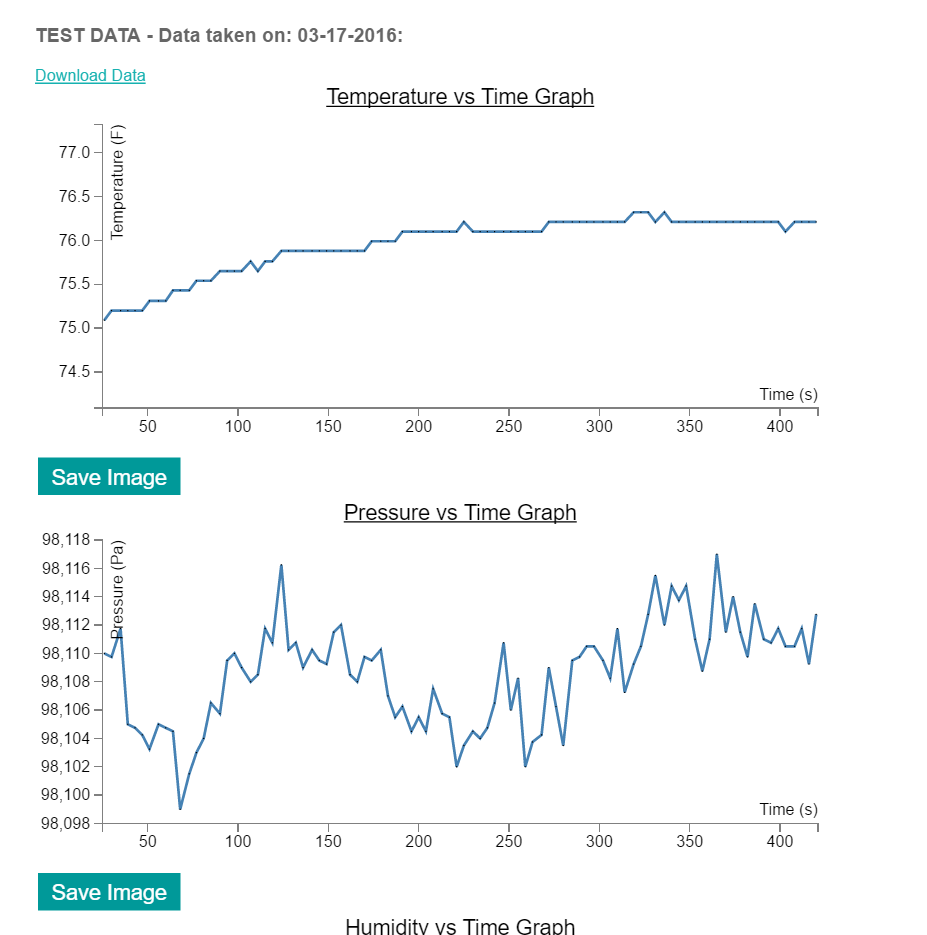 TEST DATA - Data taken on: 03-17-2016:
Download Data
Temperature vs Time Graph
Temperature (F)
77.0
76.5
76.0
75.5
75.0
74.5
Time (s)
50 100 150 200 250 300 350 400
Save Image
Pressure vs Time Graph
Pressure (Pa)
98,118
98,116
98,114
98,112
98,110
98,108
98,106
98,104
98,102
98,100
98,098
Time (s)
50 100 150 200 250 300 350 400
Save Image
Humidity vs Time Graph